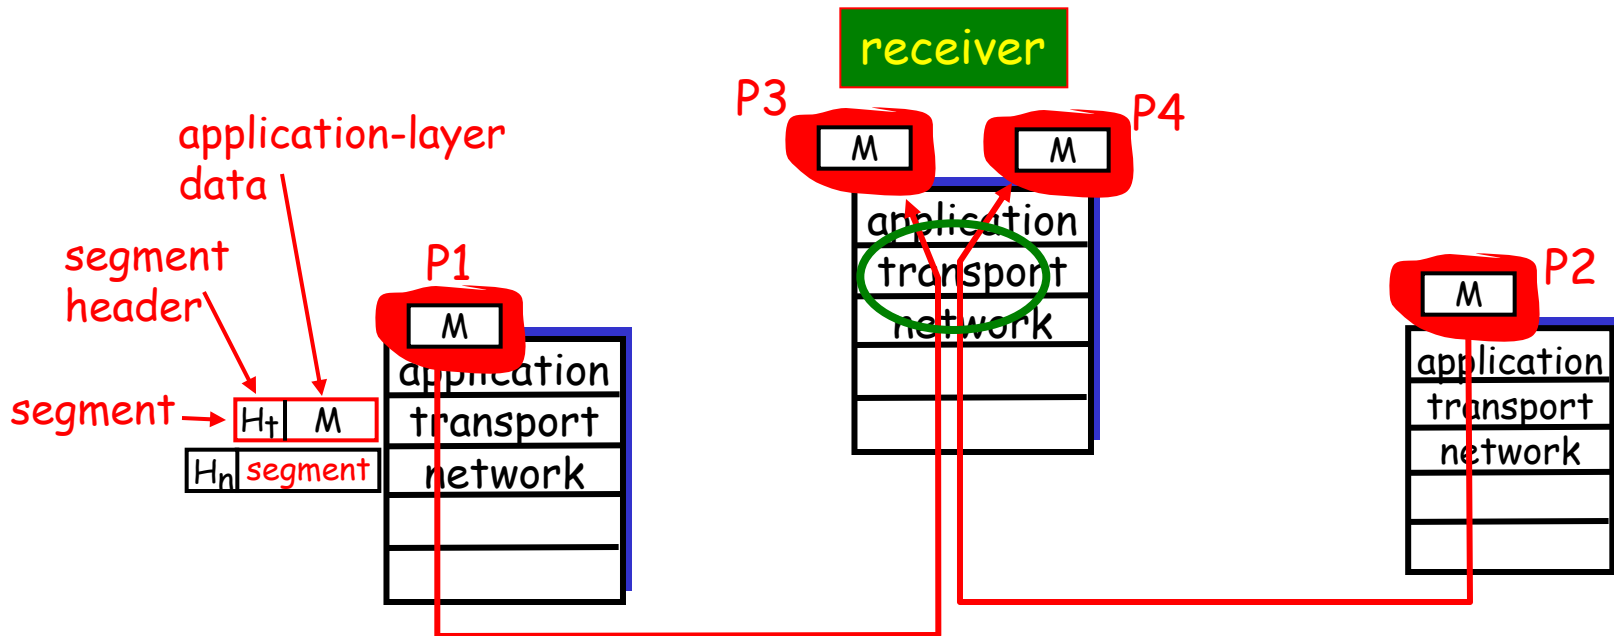 receiver
P3
P4
M
M
application-layer
data
application
transport
network
segment
header
P1
M
P2
M
segment
Ht M
Hn segment
application
transport
network
application
transport
network